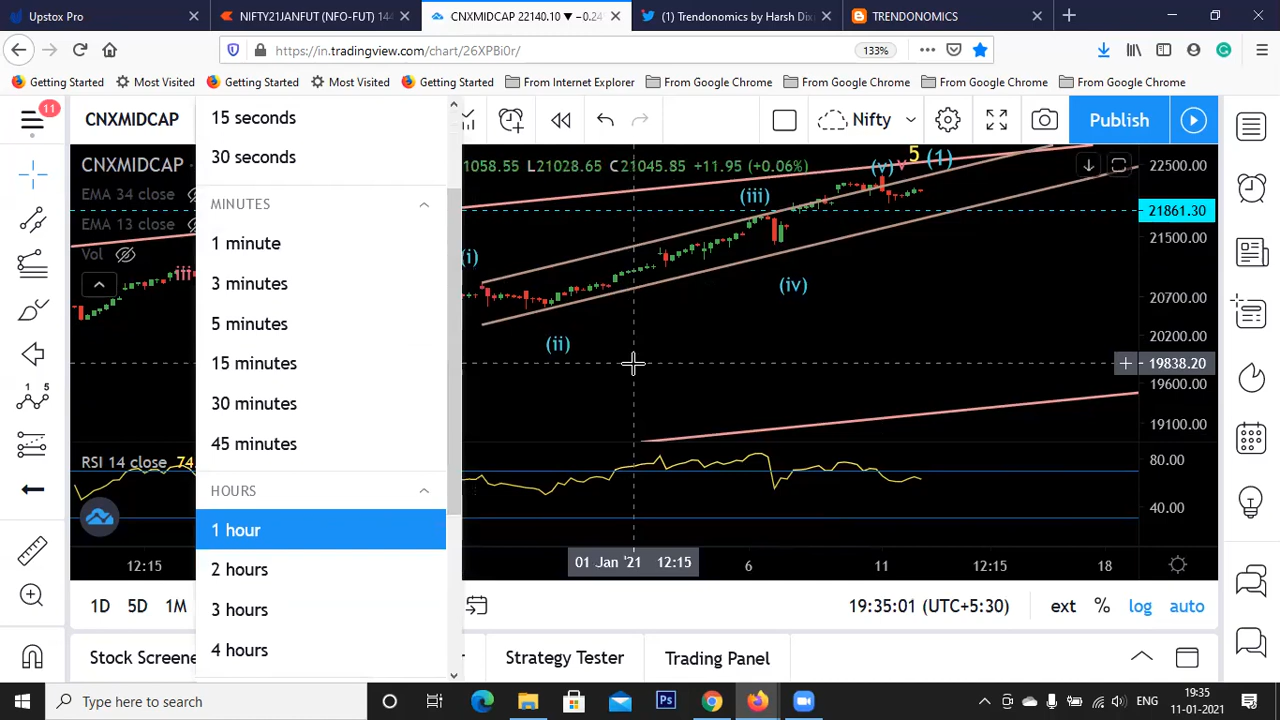 Upstox Pro
NIFTY21JANFUT (NFO-FUT) 144
CNXMIDCAP 22140.10 ▼ −0.24
(1) Trendonomics by Harsh Dix
TRENDONOMICS
https://in.tradingview.com/chart/26XPBi0r/
133%
Getting Started
Most Visited
Getting Started
Most Visited
Getting Started
From Internet Explorer
From Google Chrome
From Google Chrome
From Google Chrome
From Google Chrome
11
CNXMIDCAP
Nifty
Publish
15 seconds
30 seconds
MINUTES
1 minute
3 minutes
5 minutes
15 minutes
30 minutes
45 minutes
HOURS
1 hour
2 hours
3 hours
4 hours
CNXMIDCAP
EMA 34 close
EMA 13 close
Vol
1058.55 L21028.65 C21045.85 +11.95 (+0.06%)
iii
(i)
(ii)
(iii)
(iv)
(v)
v
5
(1)
22500.00
21861.30
21500.00
20700.00
20200.00
19838.20
19600.00
19100.00
RSI 14 close 74
80.00
40.00
12:15
01 Jan '21 12:15
6
11
12:15
18
1D 5D 1M
19:35:01 (UTC+5:30)
ext % log auto
Stock Screene
Strategy Tester
Trading Panel
Type here to search
Ps
ENG
19:35
11-01-2021